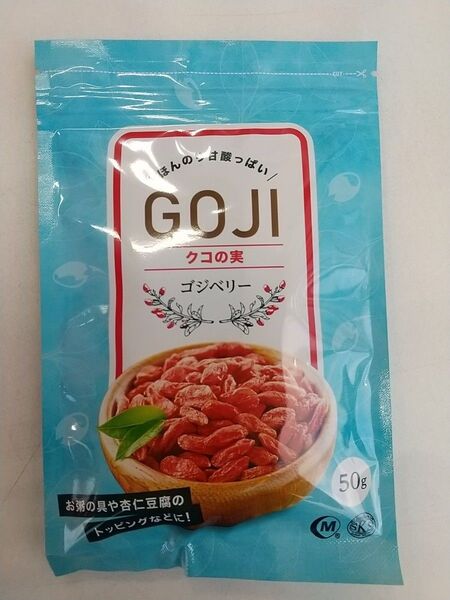 CUT
ほんのり甘酸っぱい/
GOJI
クコの実
ゴジベリー
50g
お粥の具や杏仁豆腐の
トッピングなどに!
M®
SKS